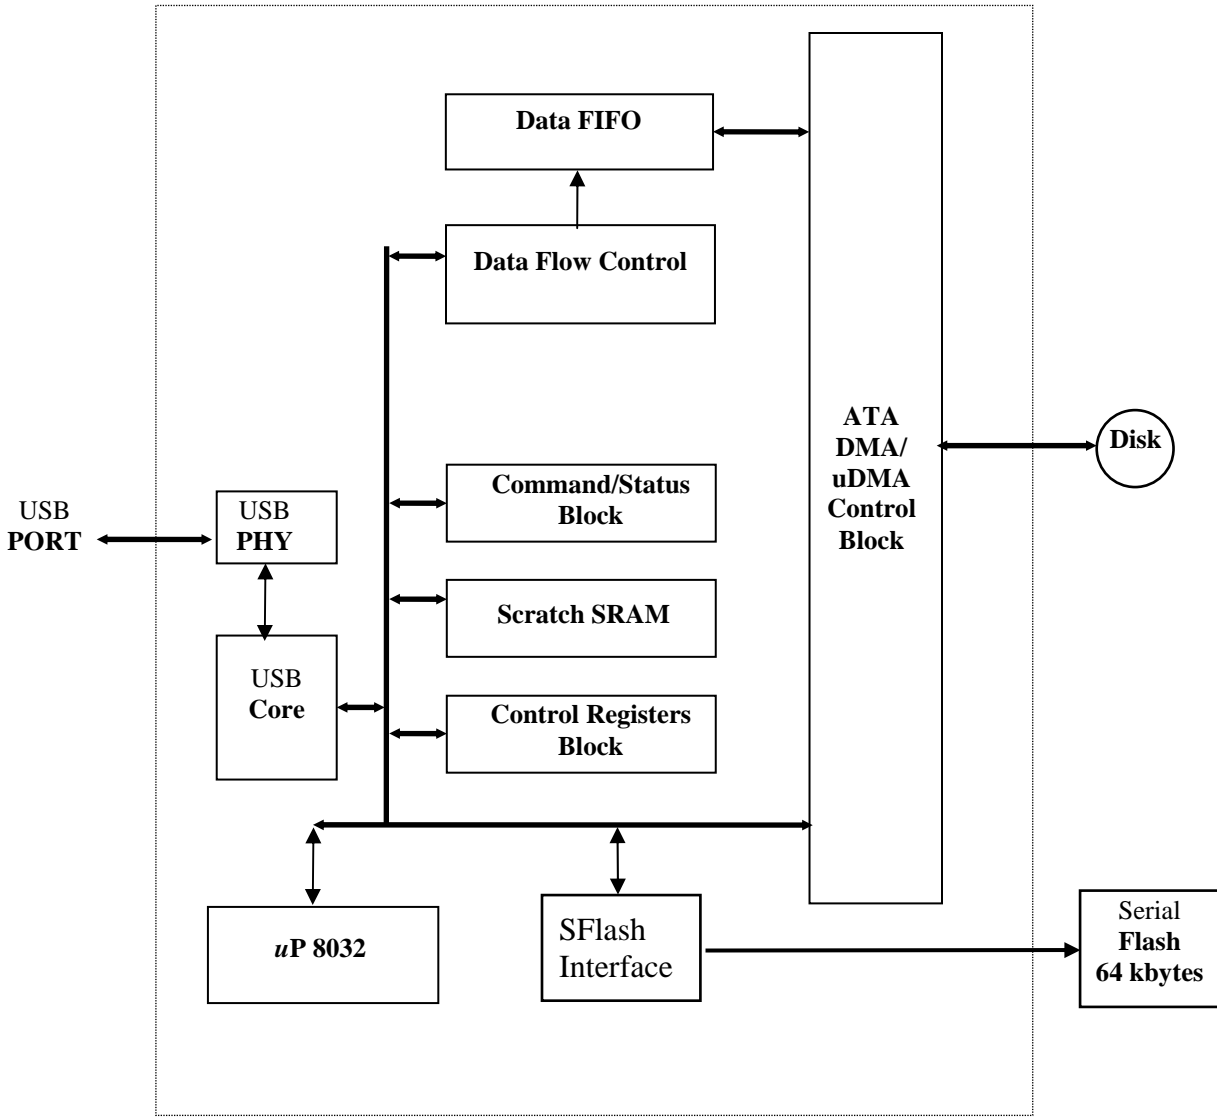 Data FIFO
Data Flow Control
ATA
DMA/
uDMA
Control
Block
Disk
Command/Status
Block
USB
PORT
USB
PHY
Scratch SRAM
USB
Core
Control Registers
Block
uP 8032
SFlash
Interface
Serial
Flash
64 kbytes